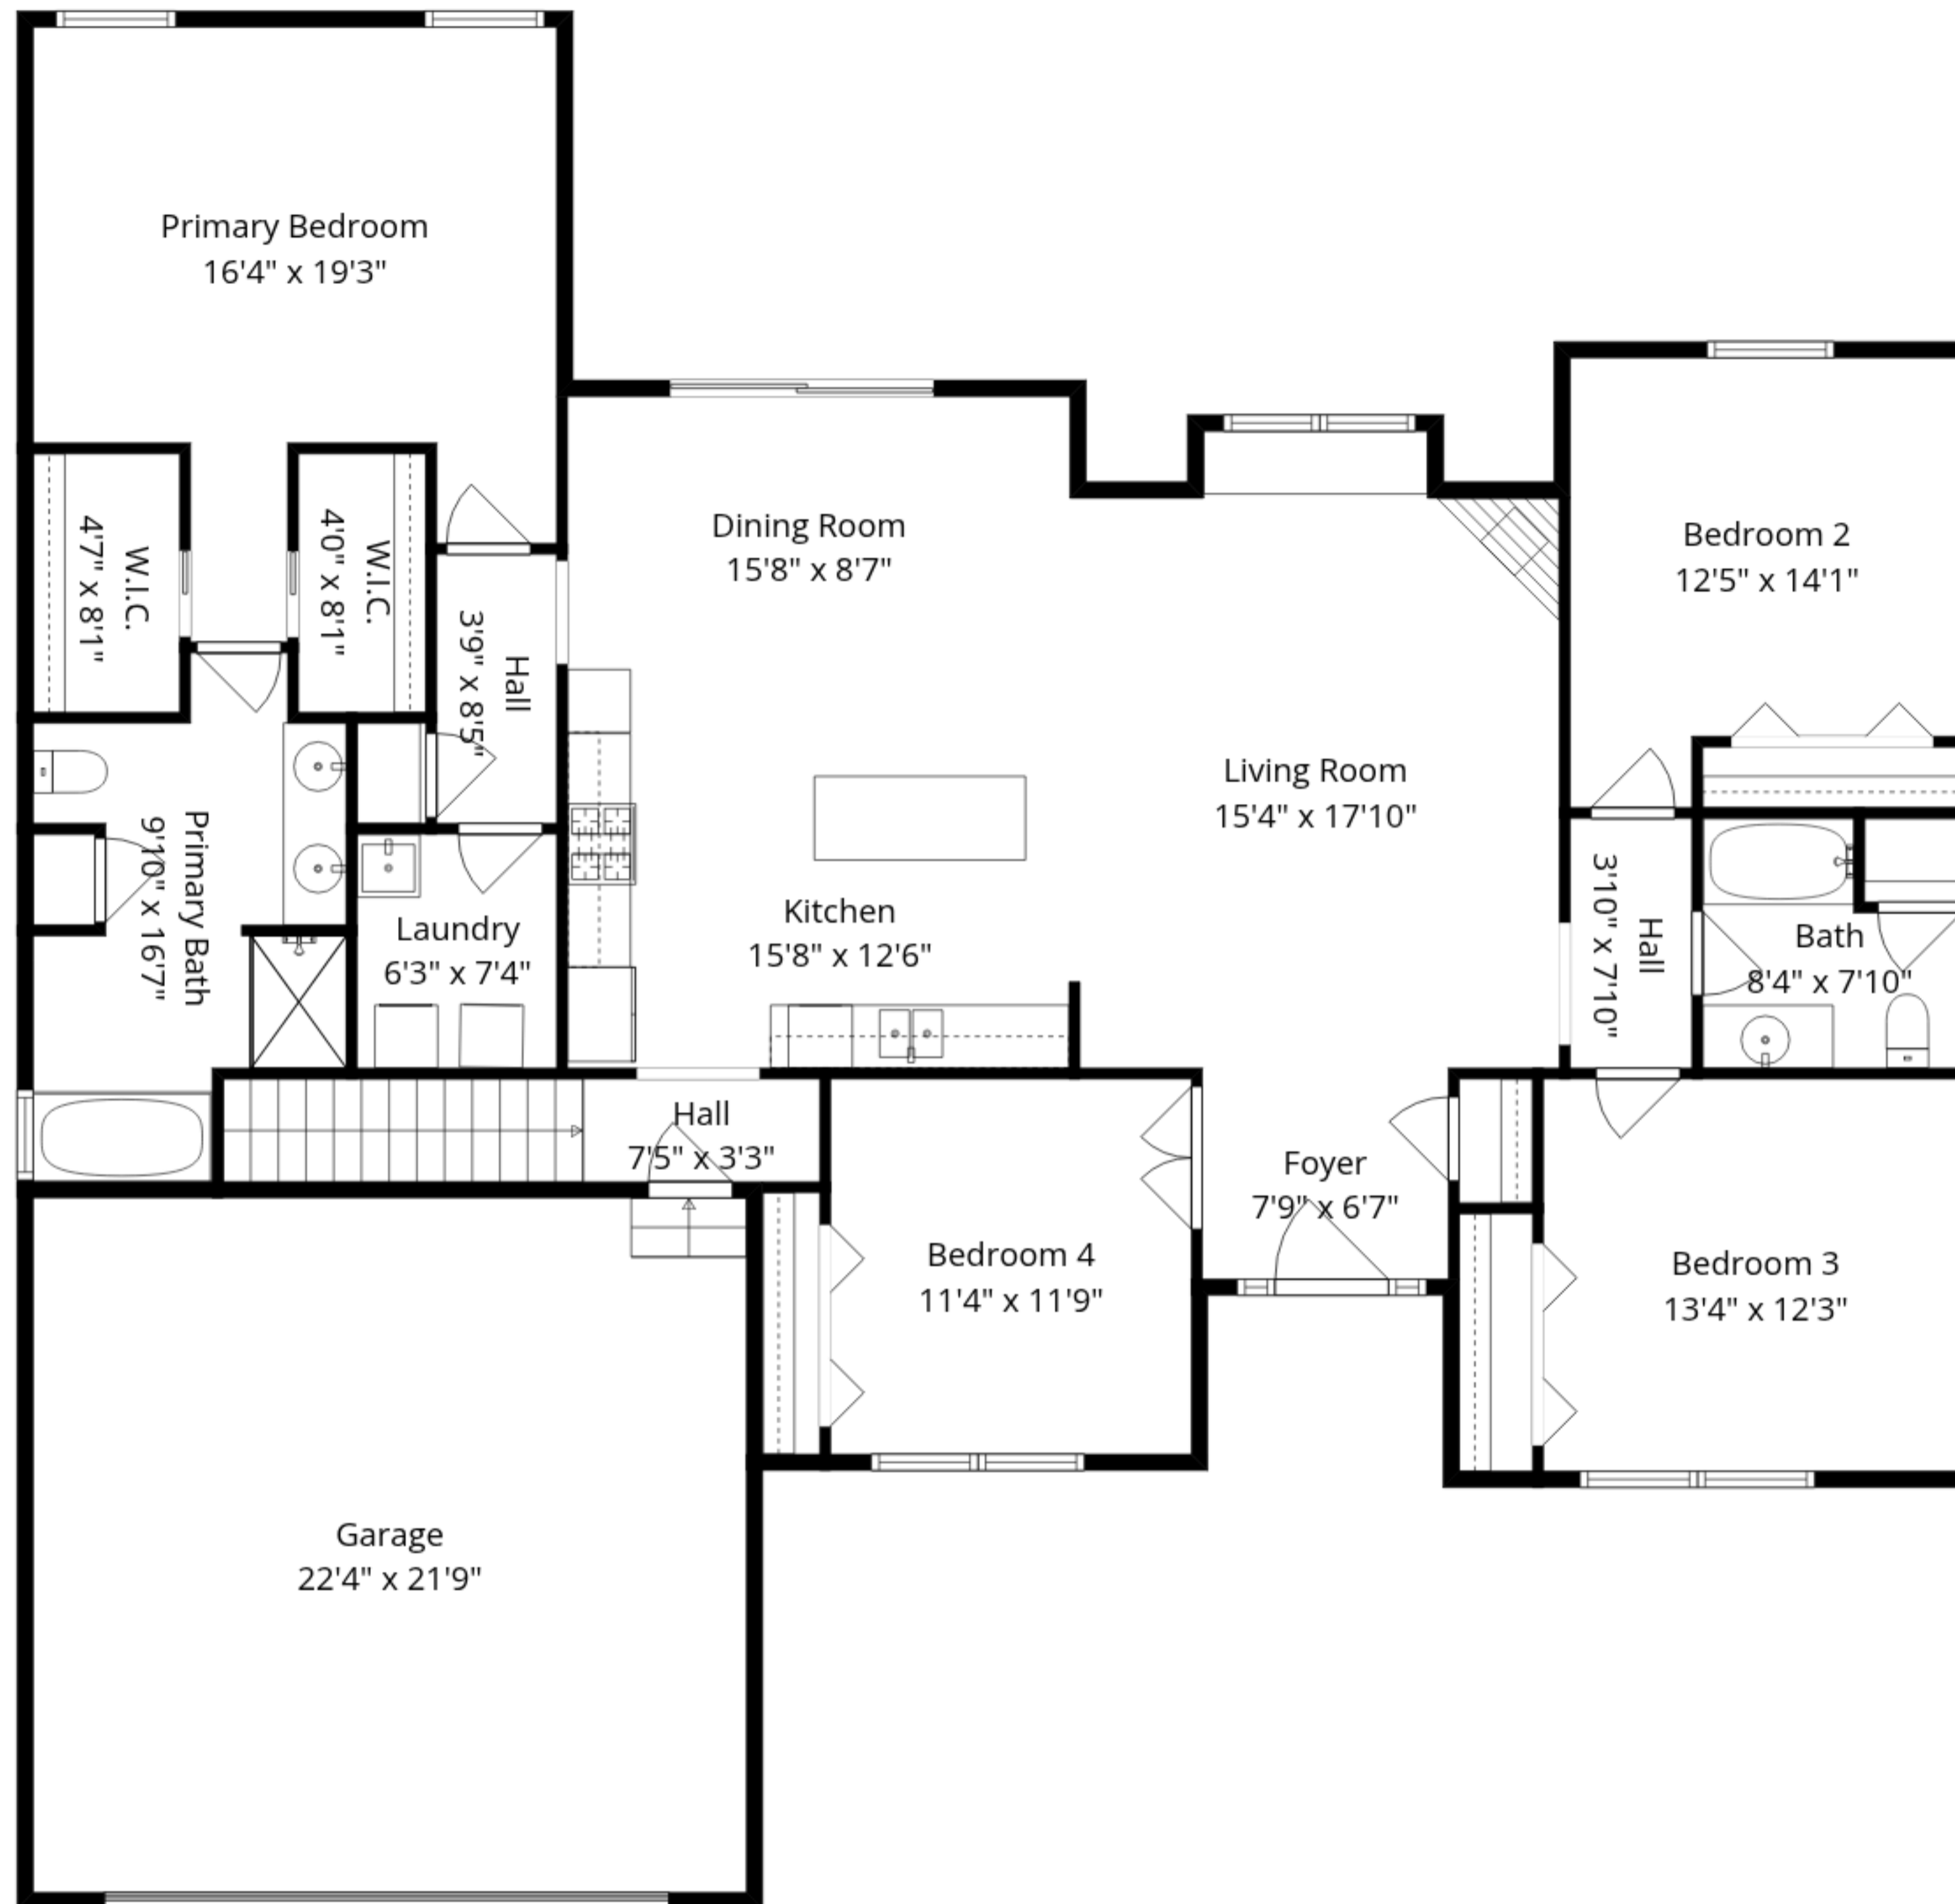 Primary Bedroom
16'4" x 19'3"
W.I.C.
4'7" x 8'1"
W.I.C.
4'0" x 8'1"
Hall
3'9" x 8'5"
Dining Room
15'8" x 8'7"
Bedroom 2
12'5" x 14'1"
Living Room
15'4" x 17'10"
Primary Bath
9'10" x 16'7"
Laundry
6'3" x 7'4"
Kitchen
15'8" x 12'6"
Hall
3'10" x 7'10"
Bath
8'4" x 7'10"
Hall
7'5" x 3'3"
Foyer
7'9" x 6'7"
Bedroom 4
11'4" x 11'9"
Bedroom 3
13'4" x 12'3"
Garage
22'4" x 21'9"